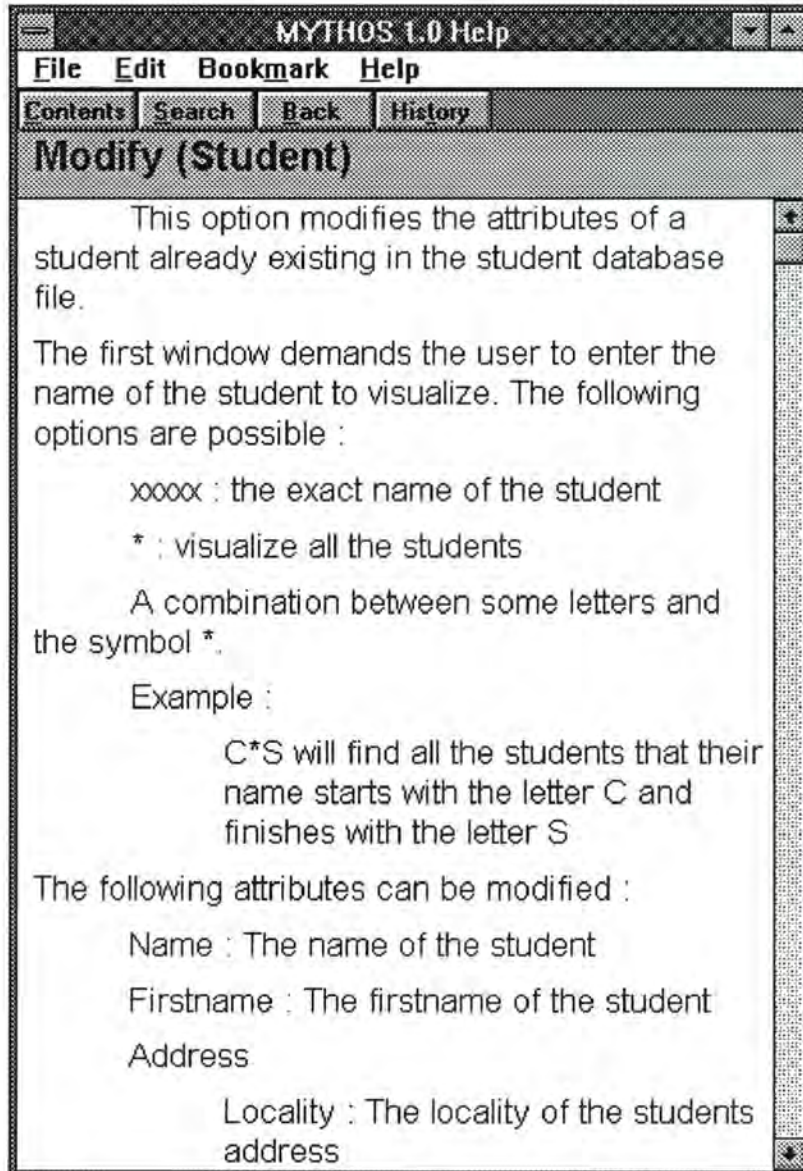 MYTHOS 1.0 Help
File Edit Bookmark Help
Contents Search Back History
Modify (Student)
This option modifies the attributes of a
student already existing in the student database
file.
The first window demands the user to enter the
name of the student to visualize. The following
options are possible :
xxxxx : the exact name of the student
* : visualize all the students
A combination between some letters and
the symbol *.
Example :
C*S will find all the students that their
name starts with the letter C and
finishes with the letter S
The following attributes can be modified :
Name : The name of the student
Firstname : The firstname of the student
Address
Locality : The locality of the students
address